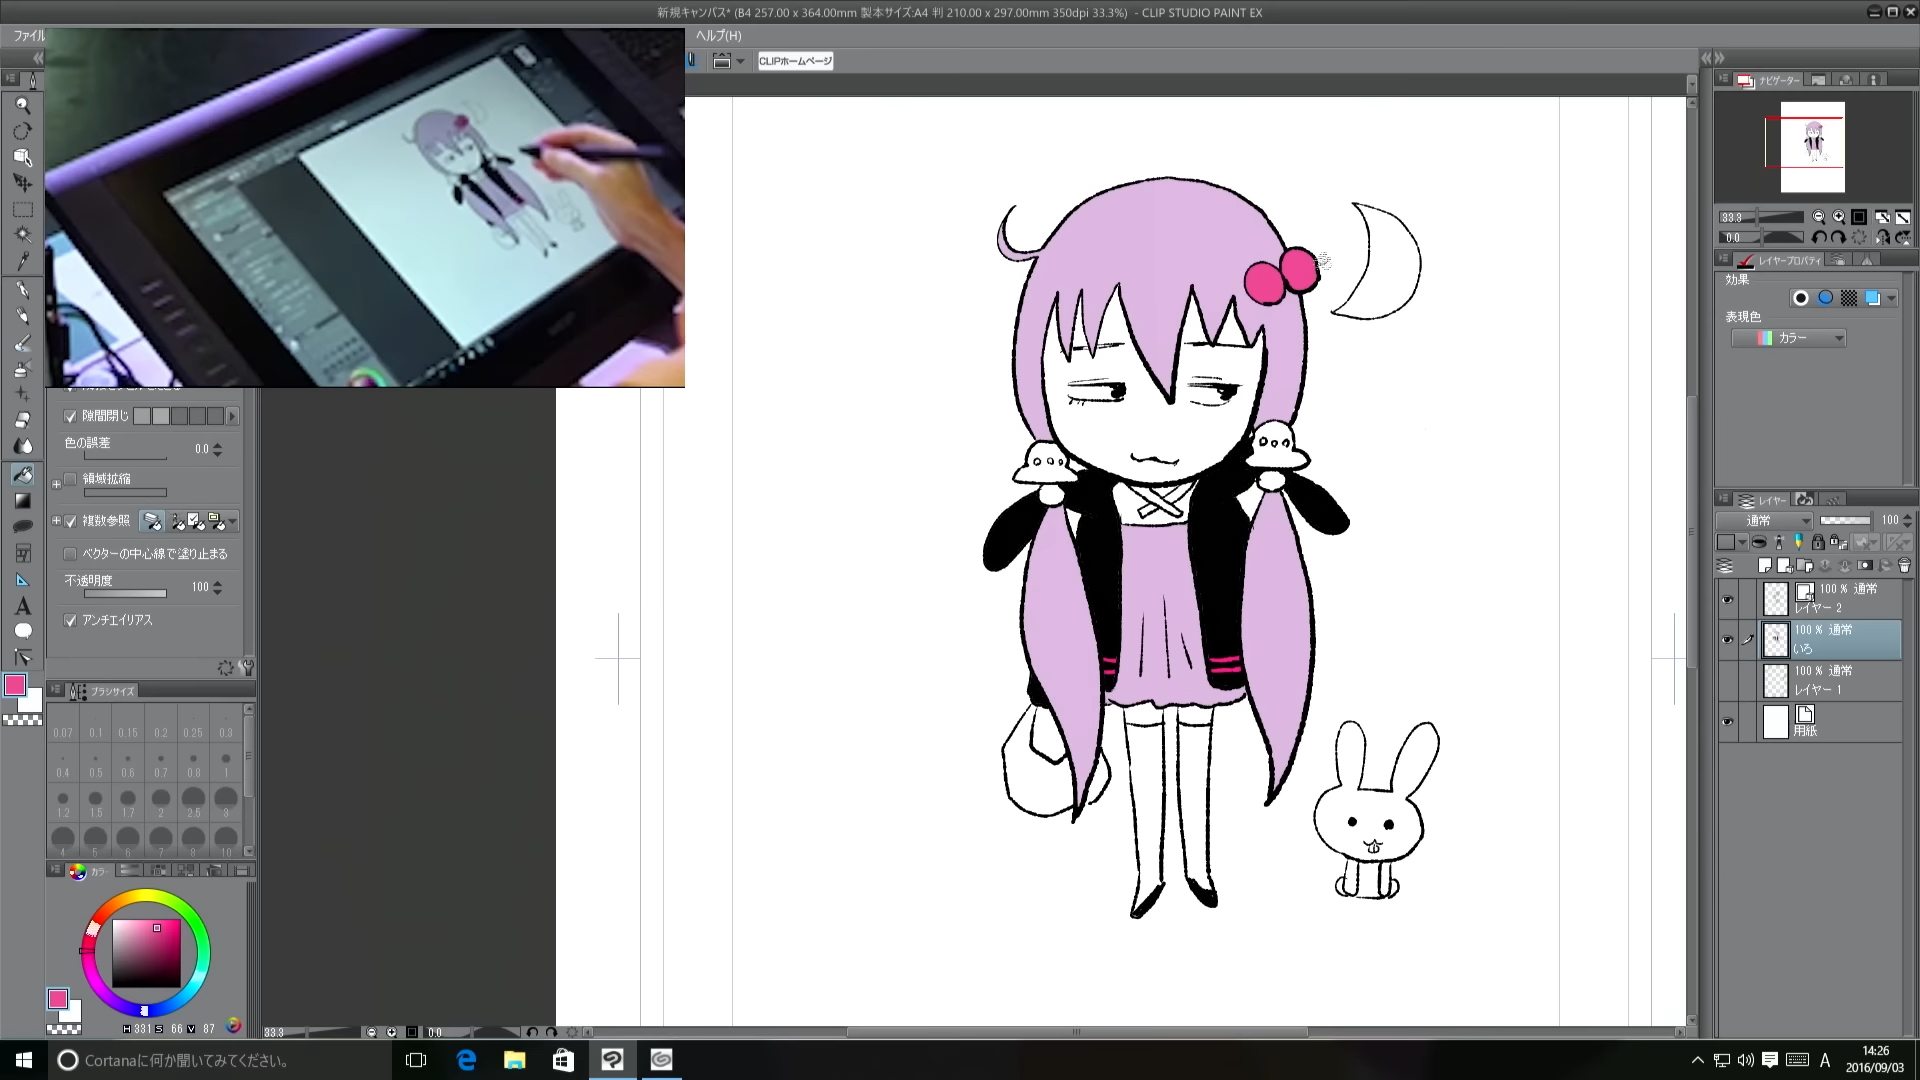 新規キャンバス* (B4 257.00 x 364.00mm 製本サイズ:A4 判 210.00 x 297.00mm 350dpi 33.3%) - CLIP STUDIO PAINT EX
ファイル
ヘルプ(H)
CLIPホームページ
ナビゲーター
33.3
0.0
レイヤープロパティ
効果
表現色
カラー
隙間閉じ
色の誤差
0.0
領域拡縮
複数参照
ベクターの中心線で塗り止まる
不透明度
100
アンチエイリアス
ブラシサイズ
0.07 0.1 0.15 0.2 0.25 0.3
0.4 0.5 0.6 0.7 0.8 1
1.2 1.5 1.7 2 2.5 3
4 5 6 7 8 10
カラー
H 331 S 66 V 87
レイヤー
通常
100
100 % 通常
レイヤー 2
100 % 通常
いろ
100 % 通常
レイヤー 1
用紙
33.3
0.0
Cortanaに何か聞いてみてください。
A
14:26
2016/09/03